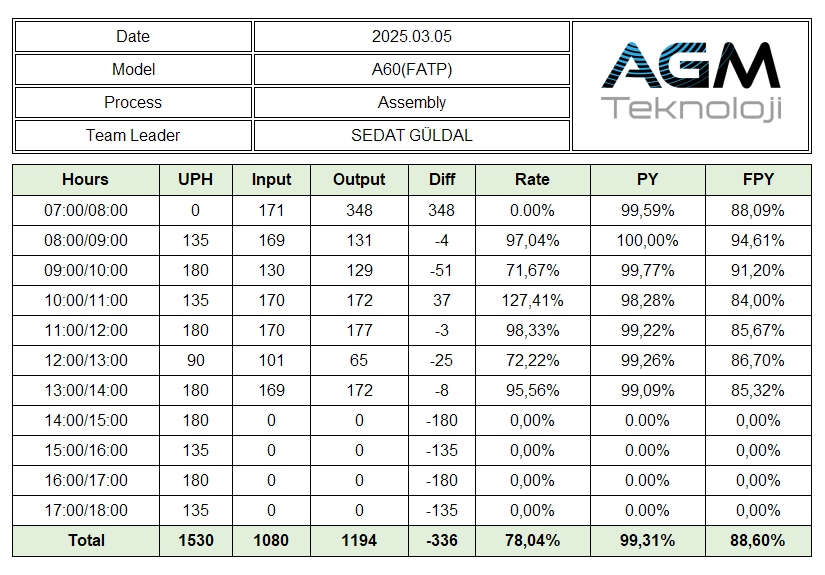 Date 2025.03.05
Model A60(FATP)
Process Assembly
Team Leader SEDAT GÜLDAL
AGM
Teknoloji
Hours UPH Input Output Diff Rate PY FPY
07:00/08:00 0 171 348 348 0.00% 99,59% 88,09%
08:00/09:00 135 169 131 -4 97,04% 100,00% 94,61%
09:00/10:00 180 130 129 -51 71,67% 99,77% 91,20%
10:00/11:00 135 170 172 37 127,41% 98,28% 84,00%
11:00/12:00 180 170 177 -3 98,33% 99,22% 85,67%
12:00/13:00 90 101 65 -25 72,22% 99,26% 86,70%
13:00/14:00 180 169 172 -8 95,56% 99,09% 85,32%
14:00/15:00 180 0 0 -180 0,00% 0.00% 0,00%
15:00/16:00 135 0 0 -135 0,00% 0.00% 0,00%
16:00/17:00 180 0 0 -180 0,00% 0.00% 0,00%
17:00/18:00 135 0 0 -135 0,00% 0.00% 0,00%
Total 1530 1080 1194 -336 78,04% 99,31% 88,60%